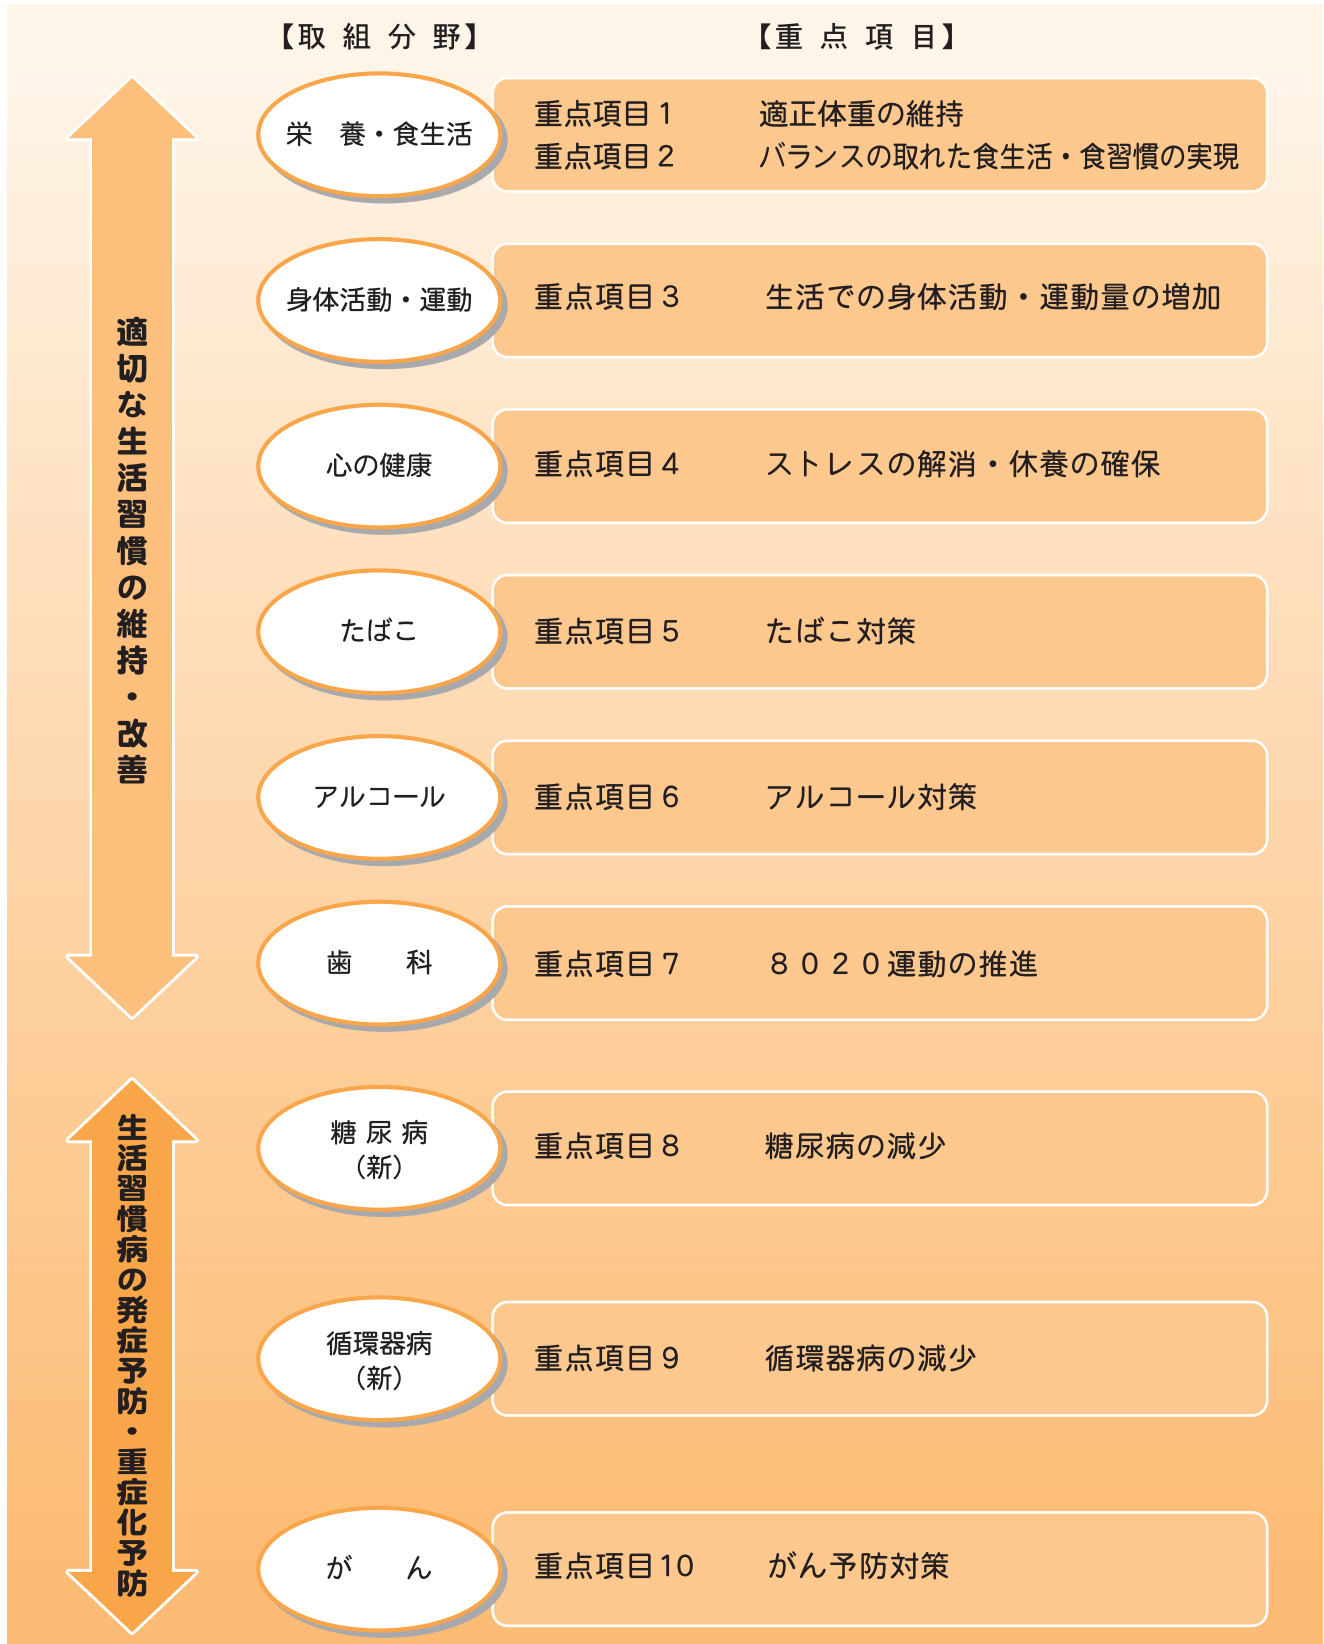 【取 組 分 野】　【重 点 項 目】
適切な生活習慣の維持・改善
栄　養・食生活
重点項目１　適正体重の維持
重点項目２　バランスの取れた食生活・食習慣の実現
身体活動・運動
重点項目３　生活での身体活動・運動量の増加
心の健康
重点項目４　ストレスの解消・休養の確保
たばこ
重点項目５　たばこ対策
アルコール
重点項目６　アルコール対策
歯　　科
重点項目７　８０２０運動の推進
生活習慣病の発症予防・重症化予防
糖 尿 病
（新）
重点項目８　糖尿病の減少
循環器病
（新）
重点項目９　循環器病の減少
が　　ん
重点項目10　がん予防対策